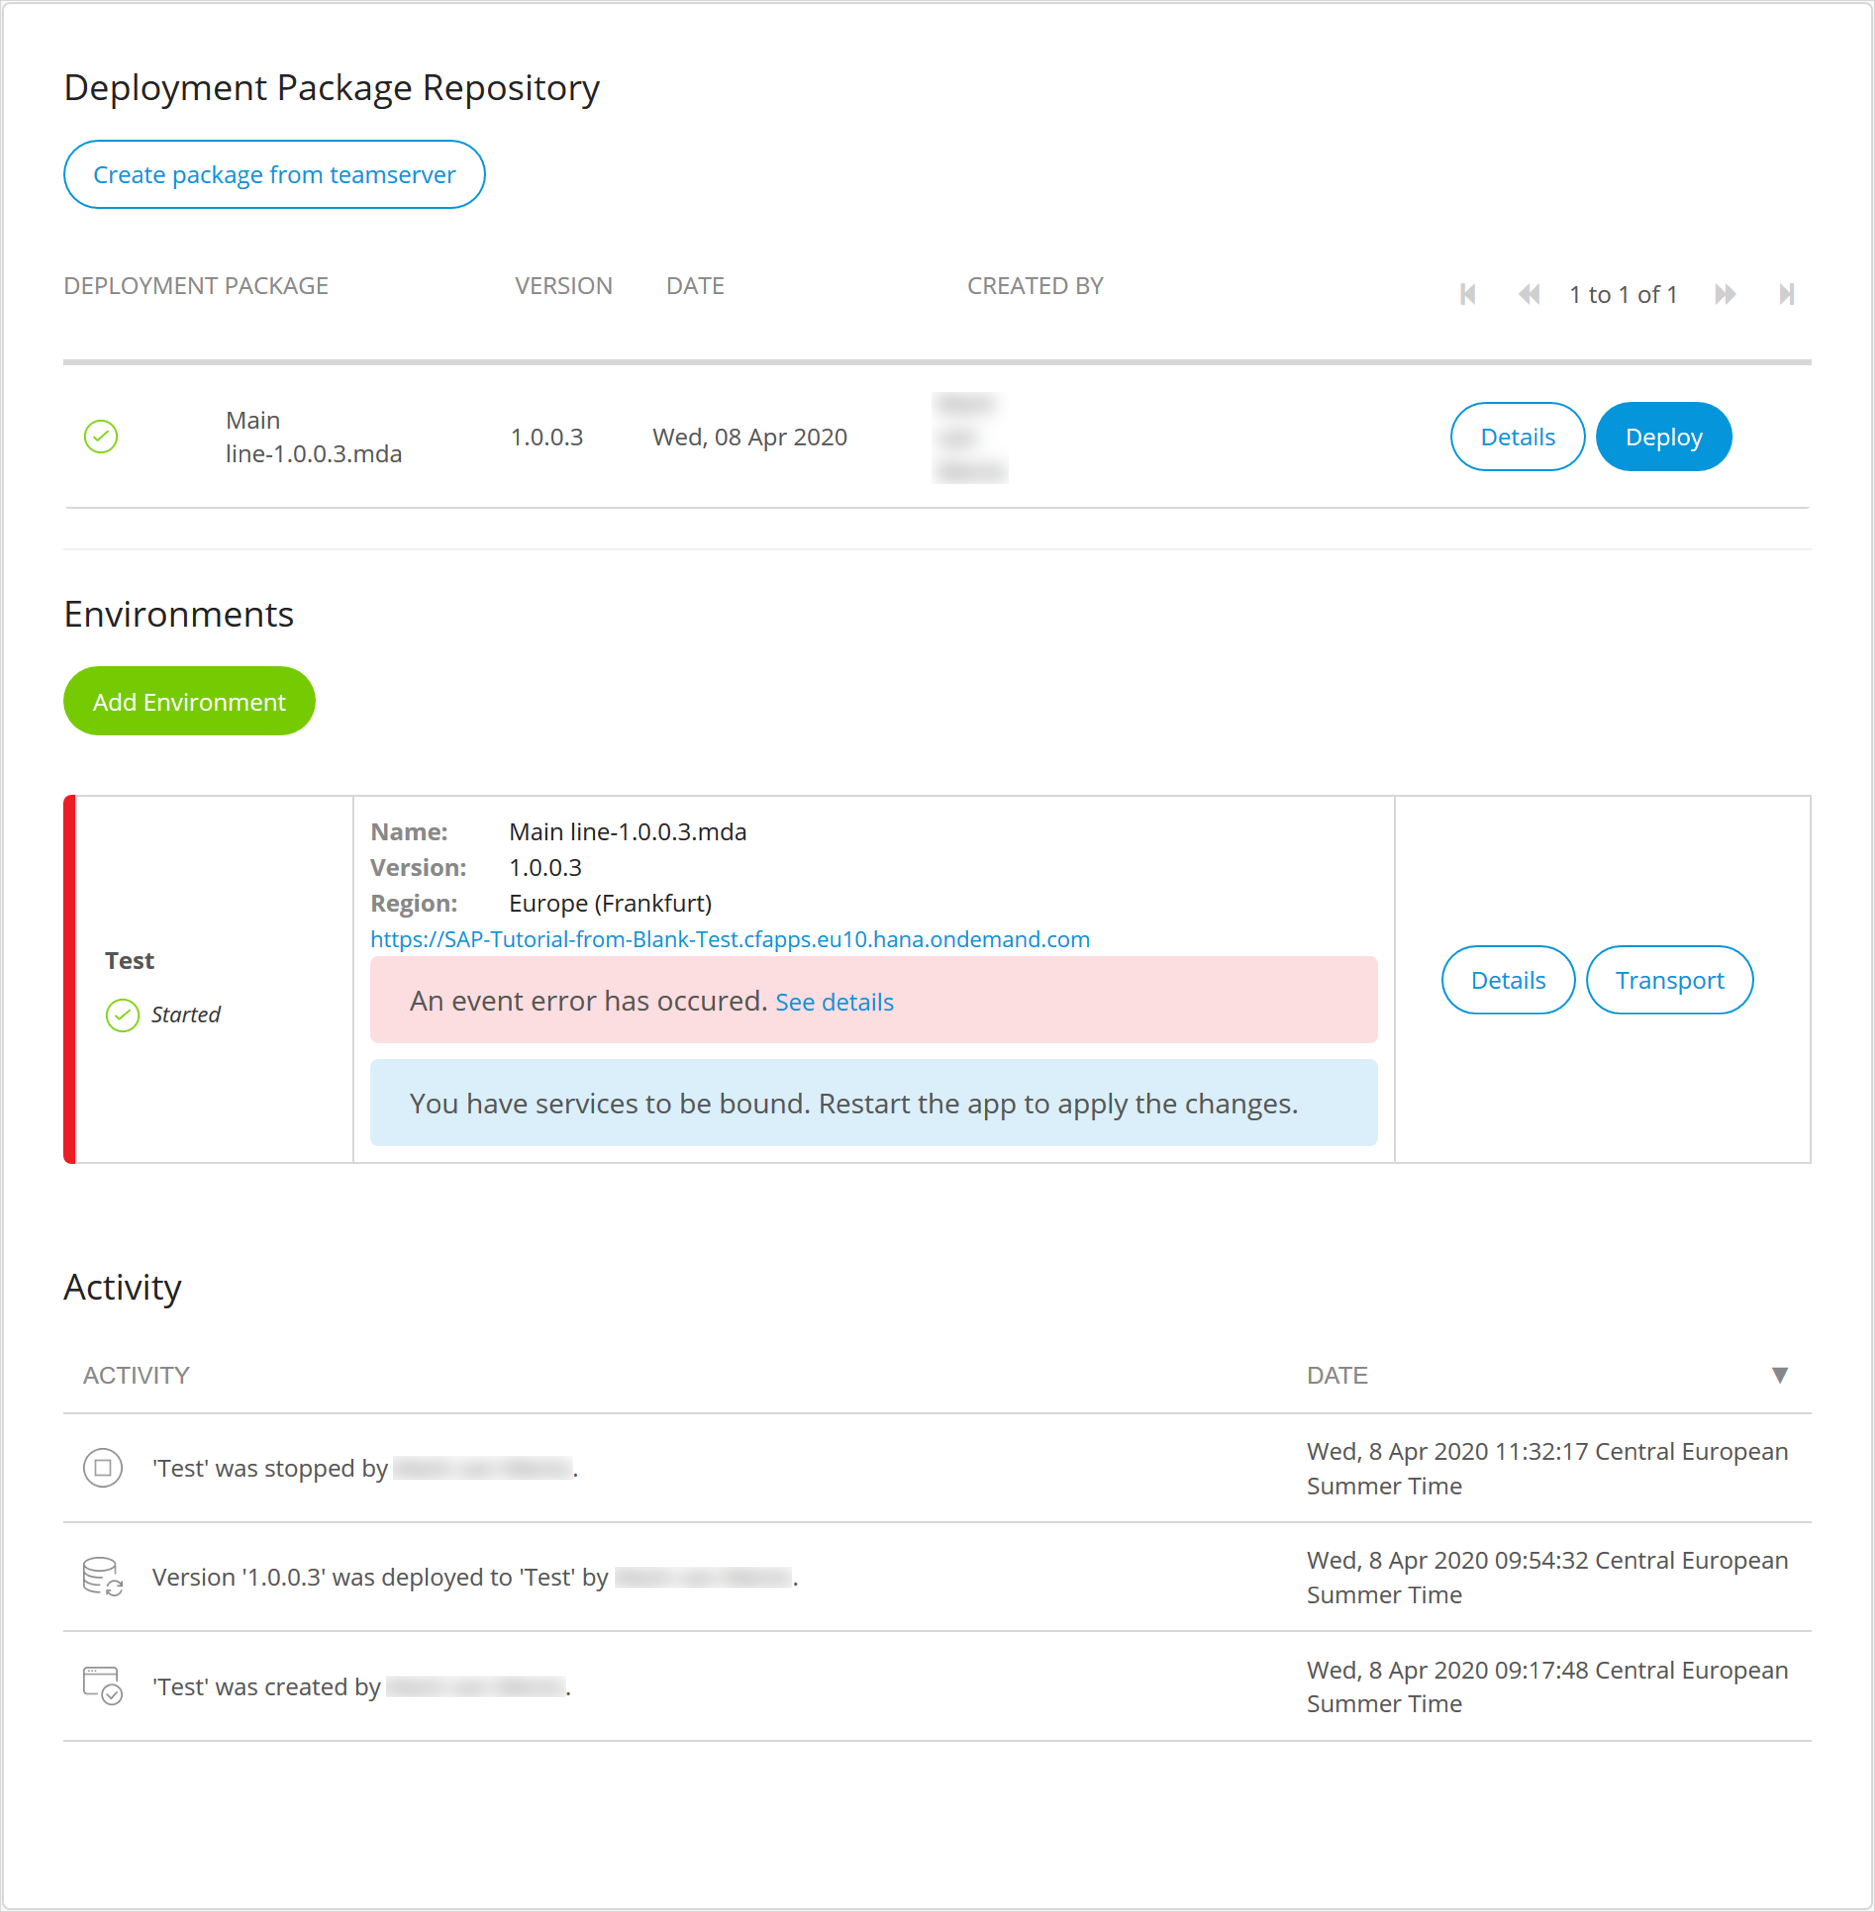 Deployment Package Repository
Create package from teamserver
DEPLOYMENT PACKAGE VERSION DATE CREATED BY 1 to 1 of 1
Main
line-1.0.0.3.mda
1.0.0.3 Wed, 08 Apr 2020 Details Deploy
Environments
Add Environment
Test
Started
Name: Main line-1.0.0.3.mda
Version: 1.0.0.3
Region: Europe (Frankfurt)
https://SAP-Tutorial-from-Blank-Test.cfapps.eu10.hana.ondemand.com
An event error has occured. See details
You have services to be bound. Restart the app to apply the changes.
Details Transport
Activity
ACTIVITY DATE ▼
'Test' was stopped by .
Wed, 8 Apr 2020 11:32:17 Central European
Summer Time
Version '1.0.0.3' was deployed to 'Test' by .
Wed, 8 Apr 2020 09:54:32 Central European
Summer Time
'Test' was created by .
Wed, 8 Apr 2020 09:17:48 Central European
Summer Time